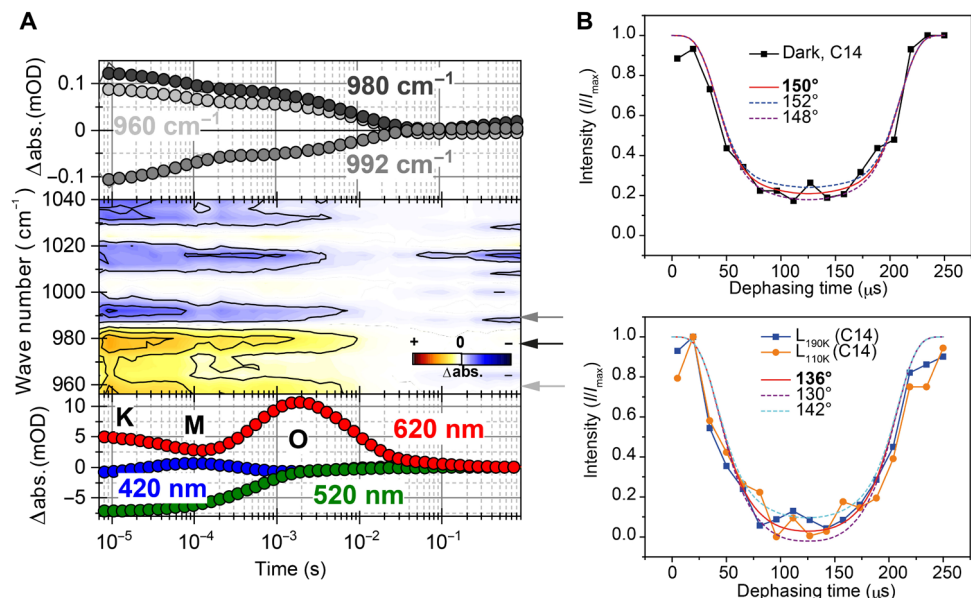 A
Δabs. (mOD)
0.1
0
−0.1
980 cm⁻¹
960 cm⁻¹
992 cm⁻¹
Wave number (cm⁻¹)
1040
1020
1000
980
960
+ 0 −
Δabs.
Δabs. (mOD)
10
5
0
−5
K
M
O
620 nm
420 nm
520 nm
10⁻⁵ 10⁻⁴ 10⁻³ 10⁻² 10⁻¹
Time (s)
B
Intensity (I/Imax)
1.0
0.8
0.6
0.4
0.2
0.0
Dark, C14
150°
152°
148°
0 50 100 150 200 250
Dephasing time (μs)
Intensity (I/Imax)
1.0
0.8
0.6
0.4
0.2
0.0
L190K (C14)
L110K (C14)
136°
130°
142°
0 50 100 150 200 250
Dephasing time (μs)